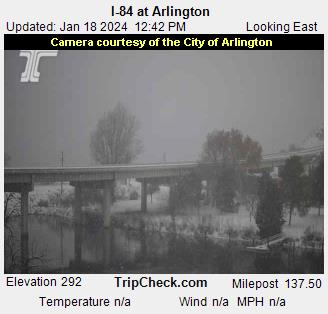 I-84 at Arlington
Updated: Jan 18 2024 12:42 PM Looking East
Camera courtesy of the City of Arlington
Elevation 292 TripCheck.com Milepost 137.50
Temperature n/a Wind n/a MPH n/a